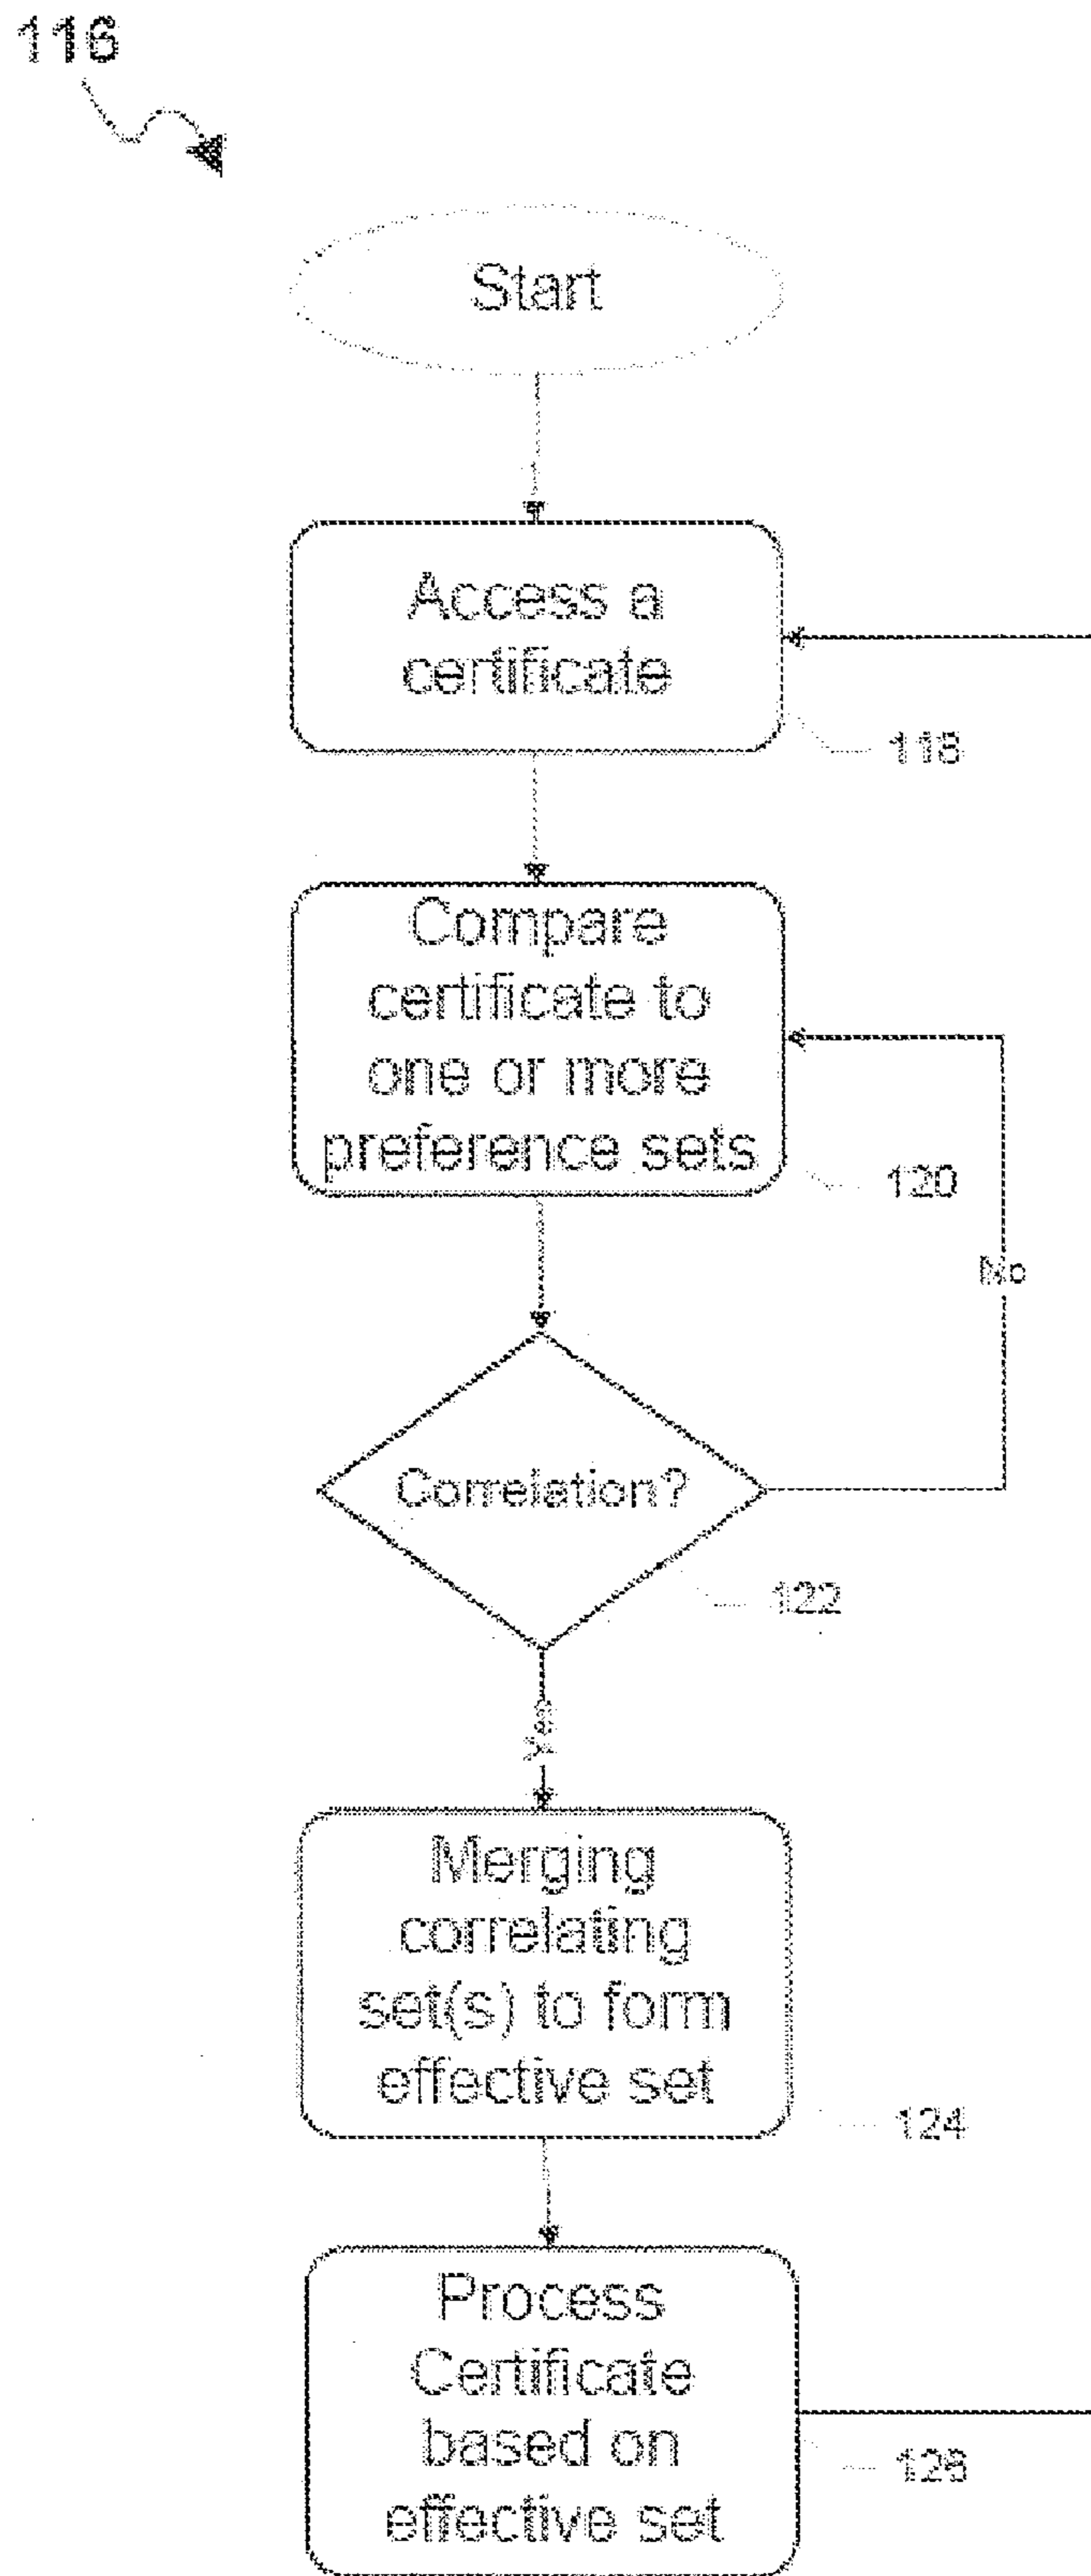 116
Start
Access a
certificate
118
Compare
certificate to
one or more
preference sets
120
No
Correlation?
122
Yes
Merging
correlating
set(s) to form
effective set
124
Process
Certificate
based on
effective set
126